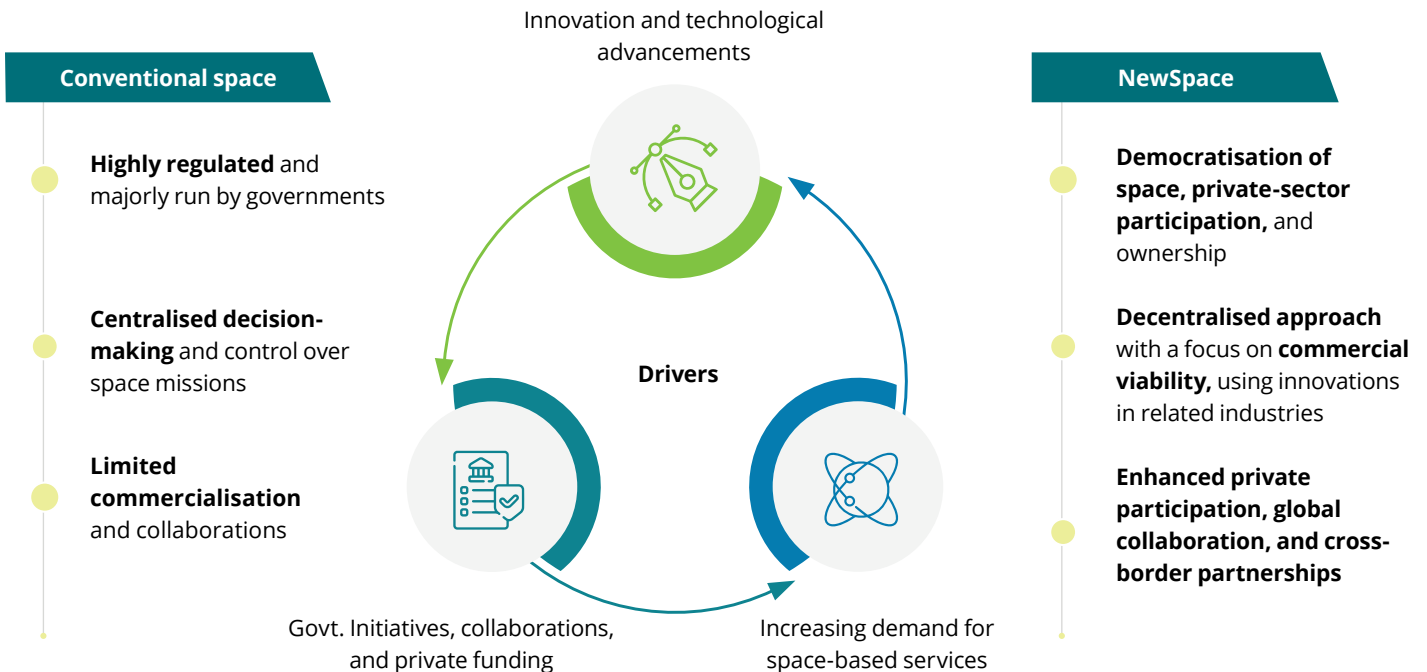 Innovation and technological
advancements
Conventional space
Highly regulated and
majorly run by governments
Centralised decision-
making and control over
space missions
Limited
commercialisation
and collaborations
Drivers
Govt. Initiatives, collaborations,
and private funding
Increasing demand for
space-based services
NewSpace
Democratisation of
space, private-sector
participation, and
ownership
Decentralised approach
with a focus on commercial
viability, using innovations
in related industries
Enhanced private
participation, global
collaboration, and cross-
border partnerships